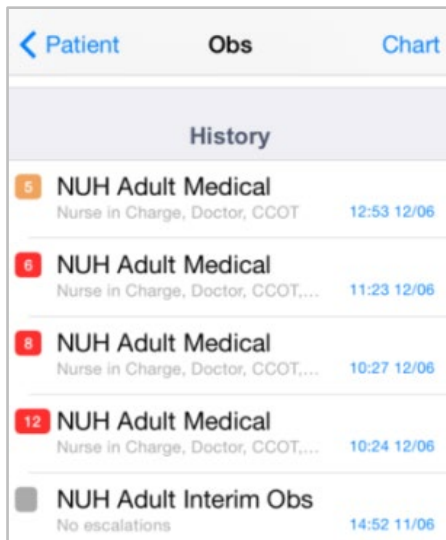 Patient Obs Chart
History
5 NUH Adult Medical
Nurse in Charge, Doctor, CCOT 12:53 12/06
6 NUH Adult Medical
Nurse in Charge, Doctor, CCOT,... 11:23 12/06
8 NUH Adult Medical
Nurse in Charge, Doctor, CCOT,... 10:27 12/06
12 NUH Adult Medical
Nurse in Charge, Doctor, CCOT,... 10:24 12/06
NUH Adult Interim Obs
No escalations 14:52 11/06